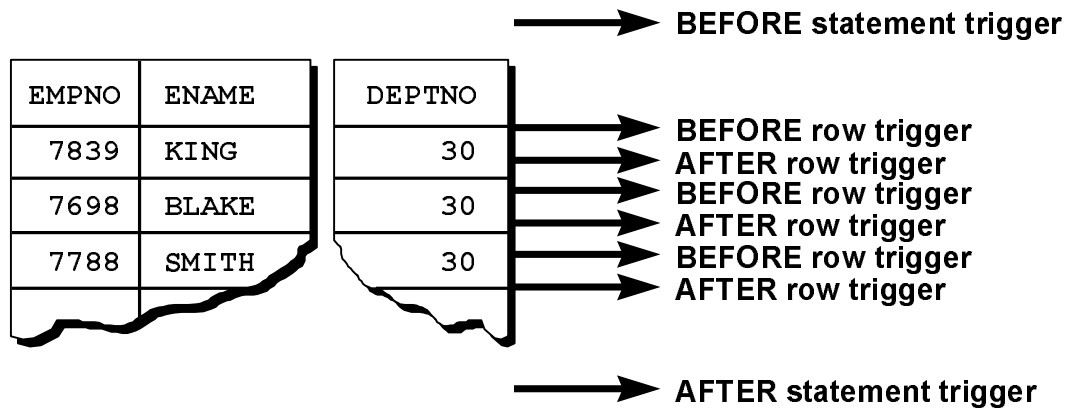 BEFORE statement trigger
EMPNO ENAME DEPTNO
BEFORE row trigger
7839 KING 30
AFTER row trigger
BEFORE row trigger
7698 BLAKE 30
AFTER row trigger
BEFORE row trigger
7788 SMITH 30
AFTER row trigger
AFTER statement trigger